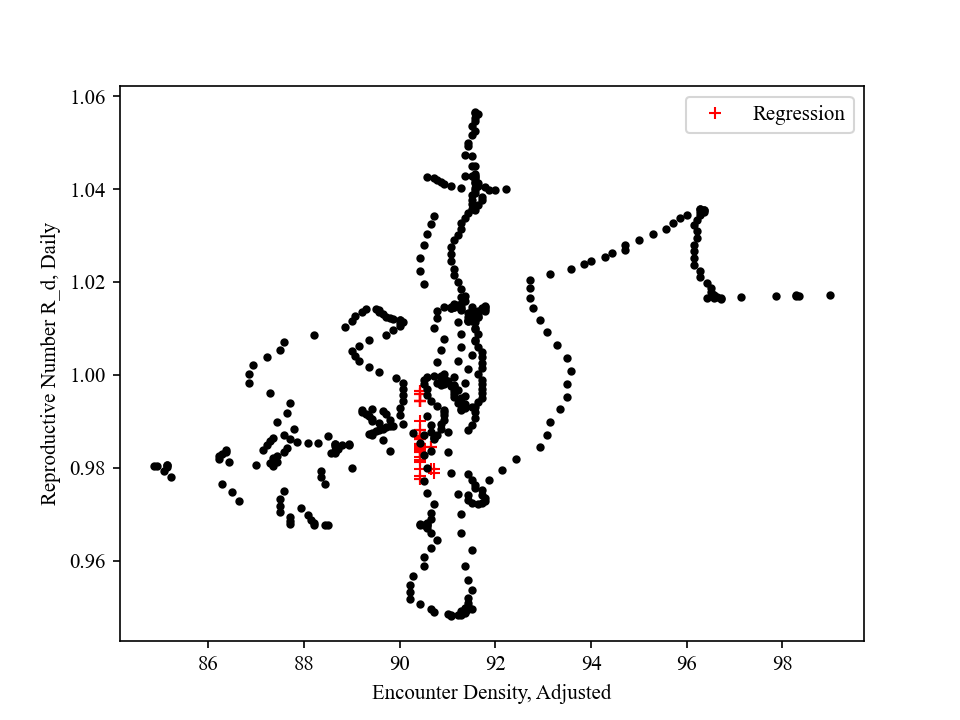 1.06
Regression
1.04
1.02
1.00
0.98
0.96
Reproductive Number R_d, Daily
86 88 90 92 94 96 98
Encounter Density, Adjusted